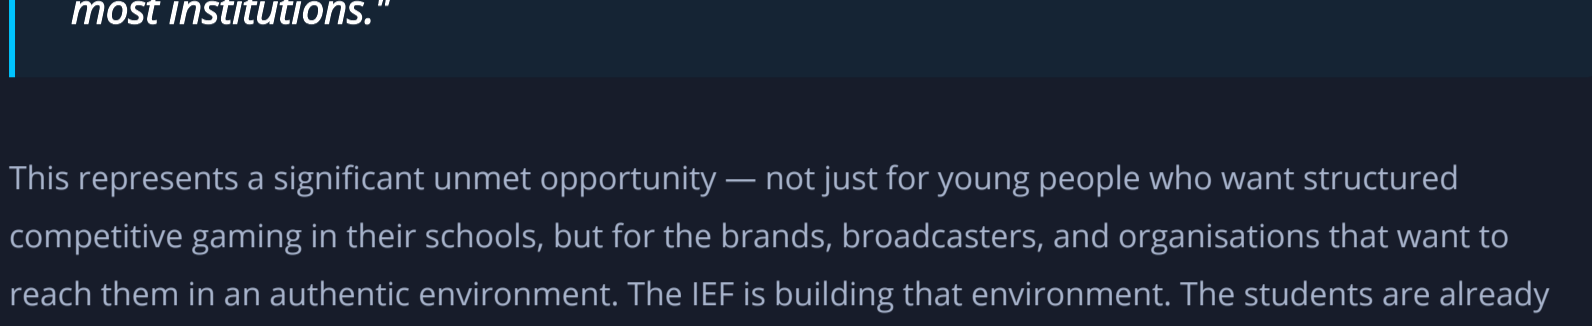 most institutions."
This represents a significant unmet opportunity — not just for young people who want structured
competitive gaming in their schools, but for the brands, broadcasters, and organisations that want to
reach them in an authentic environment. The IEF is building that environment. The students are already